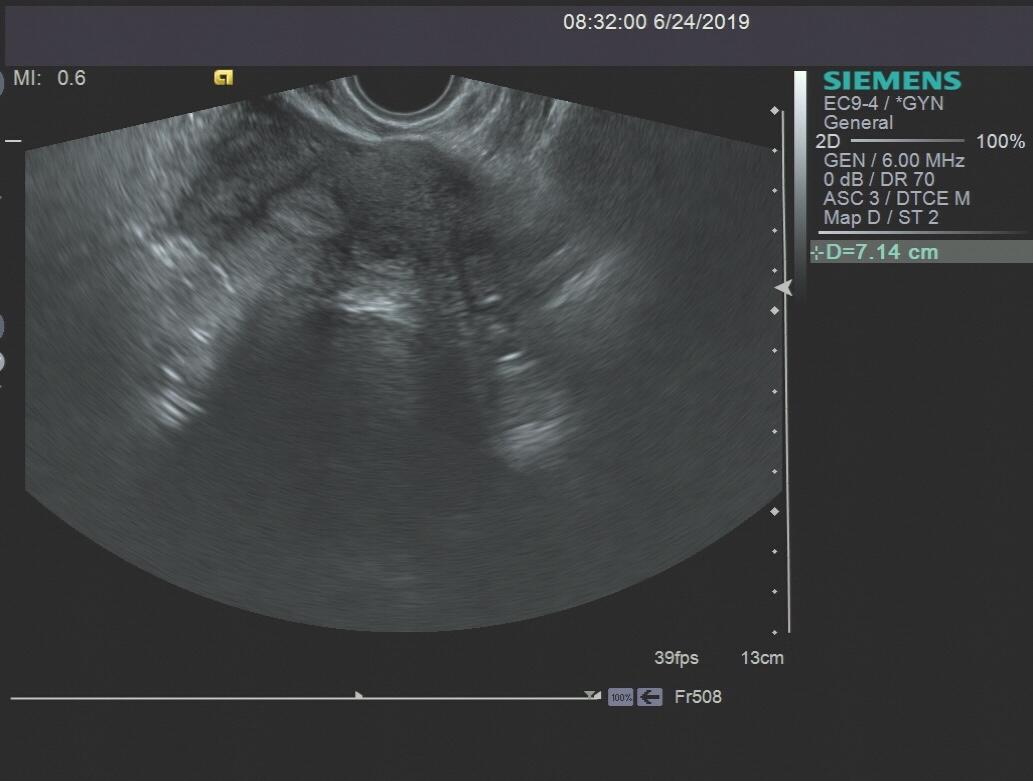 08:32:00 6/24/2019
MI: 0.6
SIEMENS
EC9-4 / *GYN
General
2D 100%
GEN / 6.00 MHz
0 dB / DR 70
ASC 3 / DTCE M
Map D / ST 2
D=7.14 cm
39fps 13cm
100% Fr508